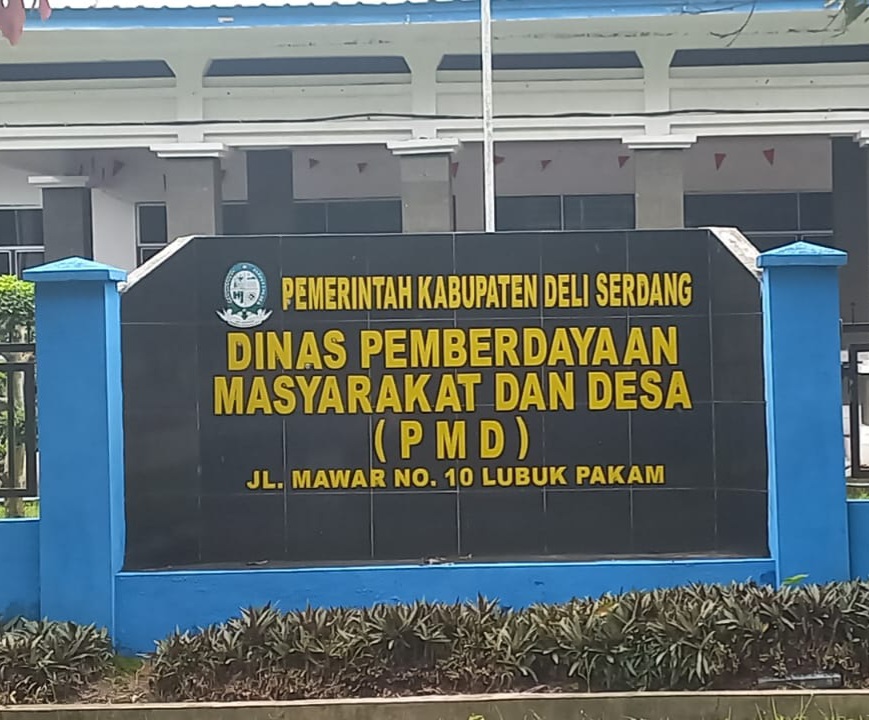 PEMERINTAH KABUPATEN DELI SERDANG
DINAS PEMBERDAYAAN
MASYARAKAT DAN DESA
( P M D )
JL. MAWAR NO. 10 LUBUK PAKAM